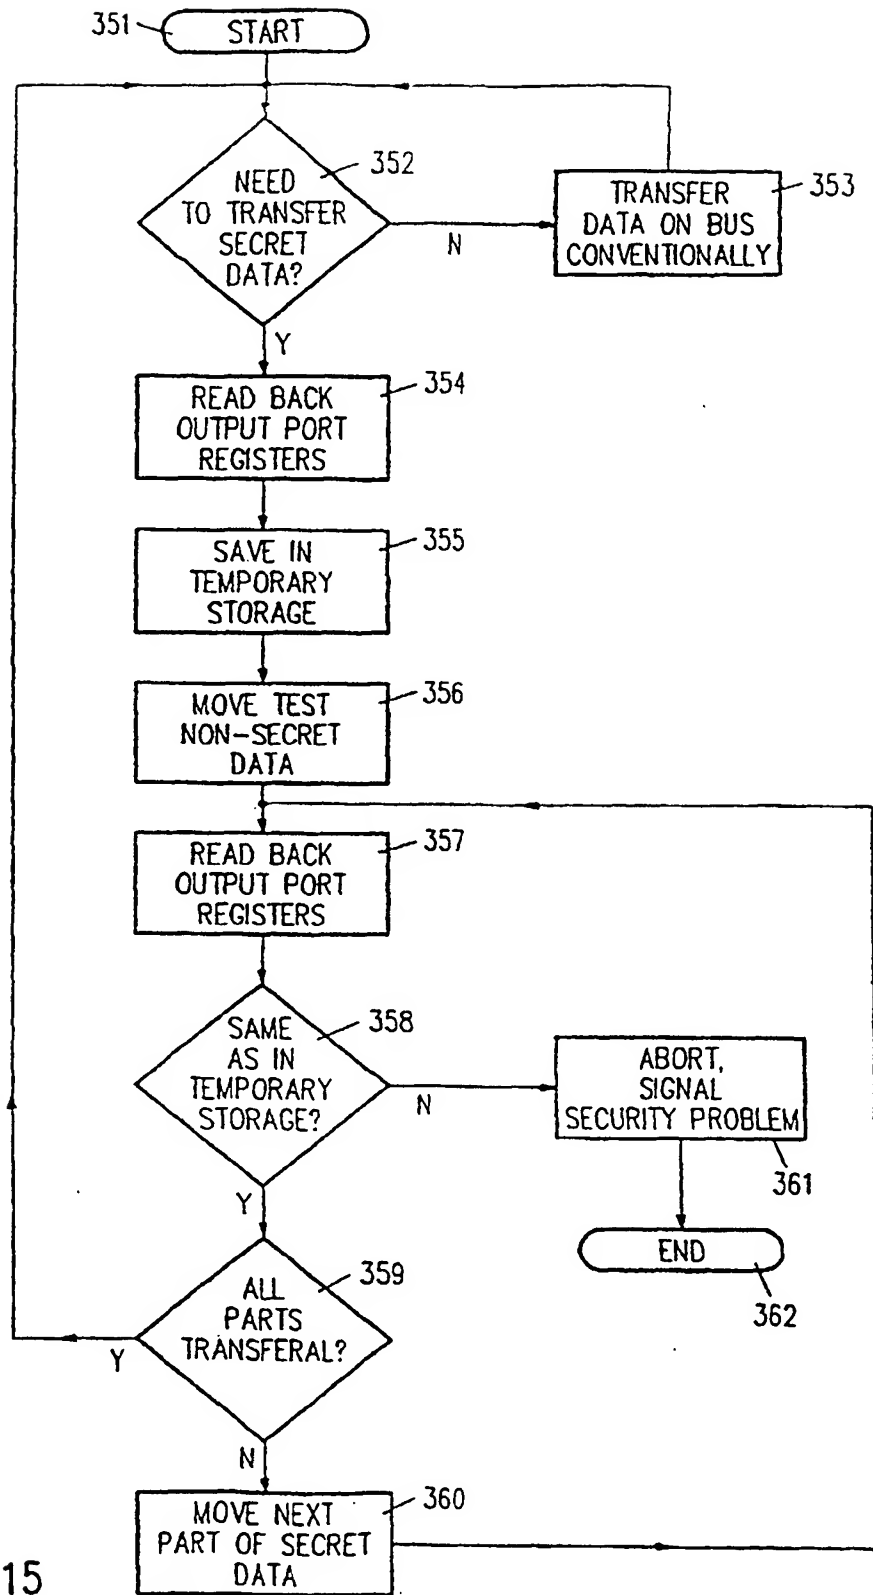 351
START
352
NEED
TO TRANSFER
SECRET
DATA?
N
Y
TRANSFER
DATA ON BUS
CONVENTIONALLY
353
READ BACK
OUTPUT PORT
REGISTERS
354
SAVE IN
TEMPORARY
STORAGE
355
MOVE TEST
NON-SECRET
DATA
356
READ BACK
OUTPUT PORT
REGISTERS
357
SAME
AS IN
TEMPORARY
STORAGE?
358
N
Y
ABORT,
SIGNAL
SECURITY PROBLEM
361
END
362
ALL
PARTS
TRANSFERAL?
359
Y
N
MOVE NEXT
PART OF SECRET
DATA
360
15